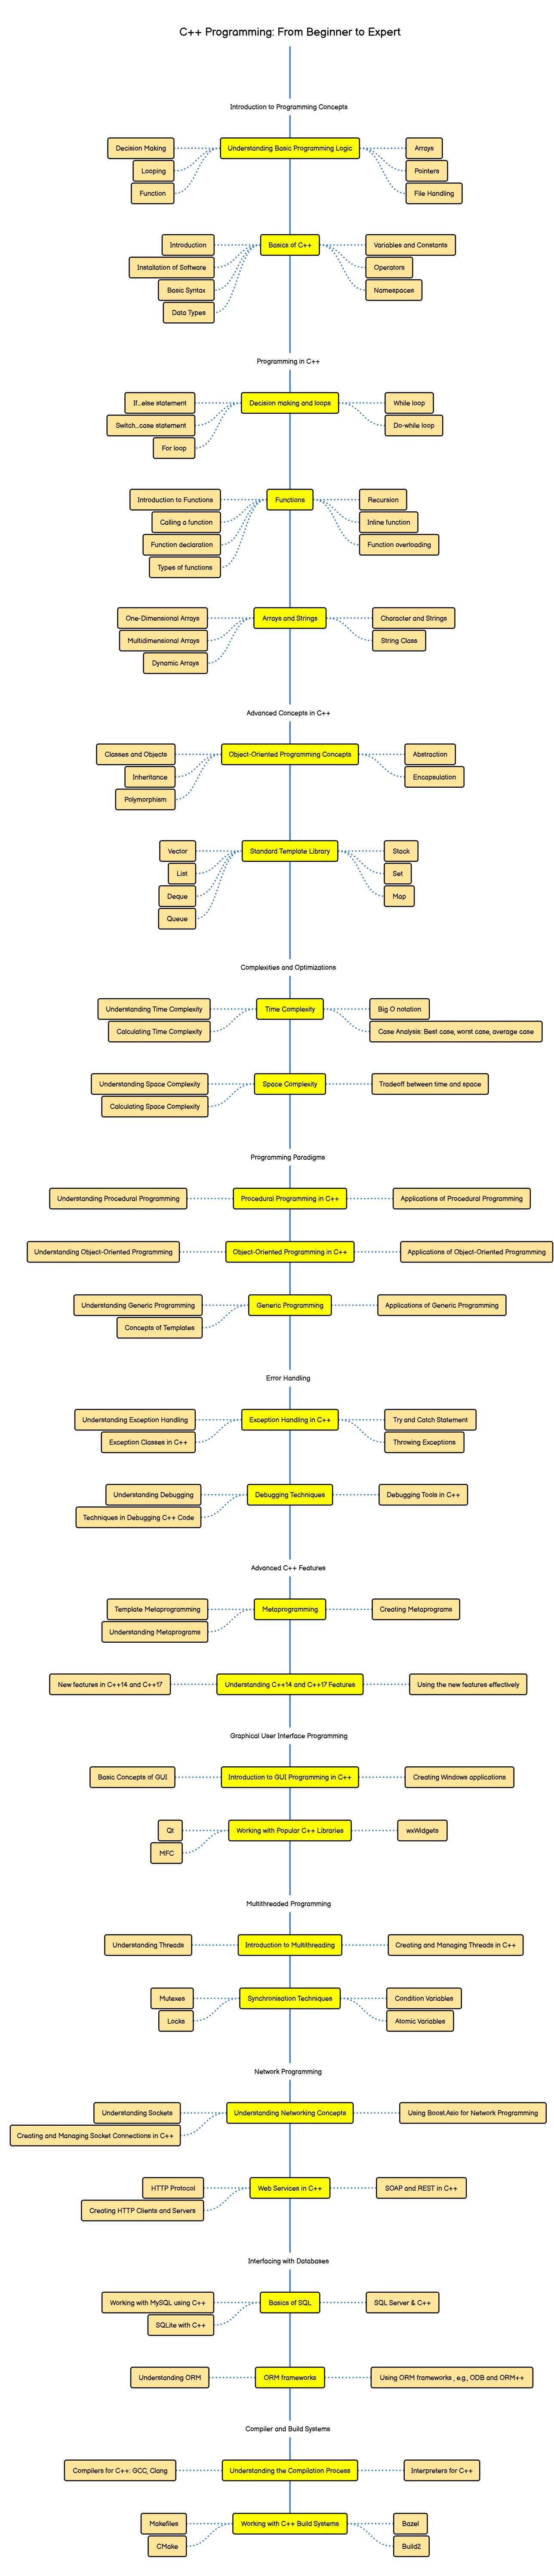 C++ Programming: From Beginner to Expert
Introduction to Programming Concepts
Understanding Basic Programming Logic
Decision Making
Looping
Function
Arrays
Pointers
File Handling
Basics of C++
Introduction
Installation of Software
Basic Syntax
Data Types
Variables and Constants
Operators
Namespaces
Programming in C++
Decision making and loops
If...else statement
Switch...case statement
For loop
While loop
Do-while loop
Functions
Introduction to Functions
Calling a function
Function declaration
Types of functions
Recursion
Inline function
Function overloading
Arrays and Strings
One-Dimensional Arrays
Multidimensional Arrays
Dynamic Arrays
Character and Strings
String Class
Advanced Concepts in C++
Object-Oriented Programming Concepts
Classes and Objects
Inheritance
Polymorphism
Abstraction
Encapsulation
Standard Template Library
Vector
List
Deque
Queue
Stack
Set
Map
Complexities and Optimizations
Time Complexity
Understanding Time Complexity
Calculating Time Complexity
Big O notation
Case Analysis: Best case, worst case, average case
Space Complexity
Understanding Space Complexity
Calculating Space Complexity
Tradeoff between time and space
Programming Paradigms
Procedural Programming in C++
Understanding Procedural Programming
Applications of Procedural Programming
Object-Oriented Programming in C++
Understanding Object-Oriented Programming
Applications of Object-Oriented Programming
Generic Programming
Understanding Generic Programming
Concepts of Templates
Applications of Generic Programming
Error Handling
Exception Handling in C++
Understanding Exception Handling
Exception Classes in C++
Try and Catch Statement
Throwing Exceptions
Debugging Techniques
Understanding Debugging
Techniques in Debugging C++ Code
Debugging Tools in C++
Advanced C++ Features
Metaprogramming
Template Metaprogramming
Understanding Metaprograms
Creating Metaprograms
Understanding C++14 and C++17 Features
New features in C++14 and C++17
Using the new features effectively
Graphical User Interface Programming
Introduction to GUI Programming in C++
Basic Concepts of GUI
Creating Windows applications
Working with Popular C++ Libraries
Qt
MFC
wxWidgets
Multithreaded Programming
Introduction to Multithreading
Understanding Threads
Creating and Managing Threads in C++
Synchronisation Techniques
Mutexes
Locks
Condition Variables
Atomic Variables
Network Programming
Understanding Networking Concepts
Understanding Sockets
Creating and Managing Socket Connections in C++
Using Boost.Asio for Network Programming
Web Services in C++
HTTP Protocol
Creating HTTP Clients and Servers
SOAP and REST in C++
Interfacing with Databases
Basics of SQL
Working with MySQL using C++
SQLite with C++
SQL Server & C++
ORM frameworks
Understanding ORM
Using ORM frameworks , e.g., ODB and ORM++
Compiler and Build Systems
Understanding the Compilation Process
Compilers for C++: GCC, Clang
Interpreters for C++
Working with C++ Build Systems
Makefiles
CMake
Bazel
Build2